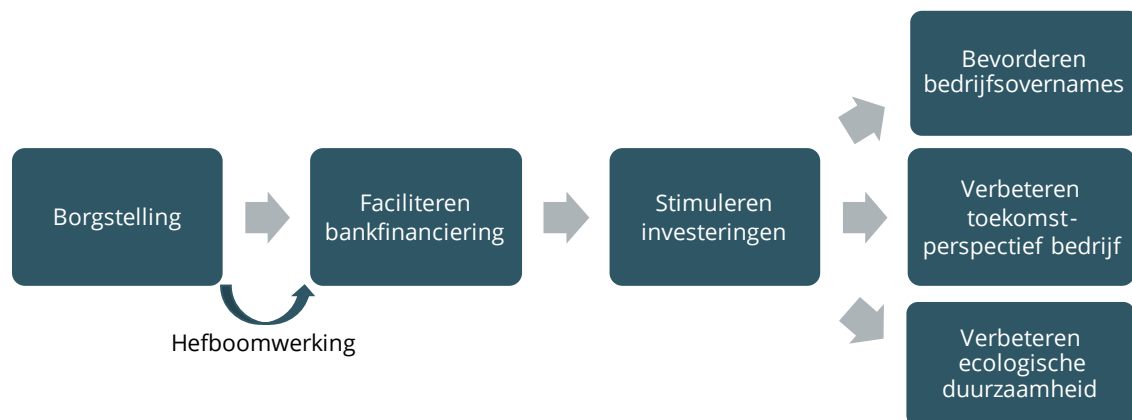 Borgstelling
Hefboomwerking
Faciliteren
bankfinanciering
Stimuleren
investeringen
Bevorderen
bedrijfsovernames
Verbeteren
toekomst-
perspectief bedrijf
Verbeteren
ecologische
duurzaamheid